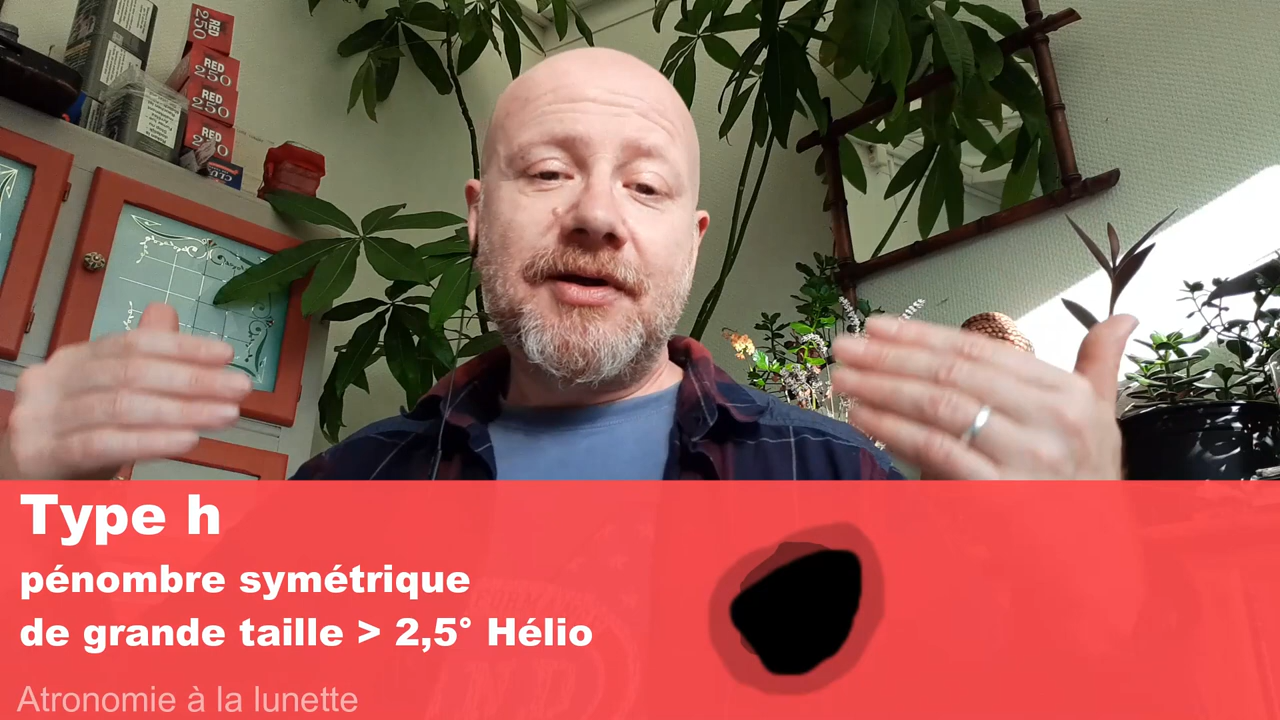 RED
250
RED
250
RED
250
RED
250
Type h
pénombre symétrique
de grande taille > 2,5° Hélio
Atronomie à la lunette